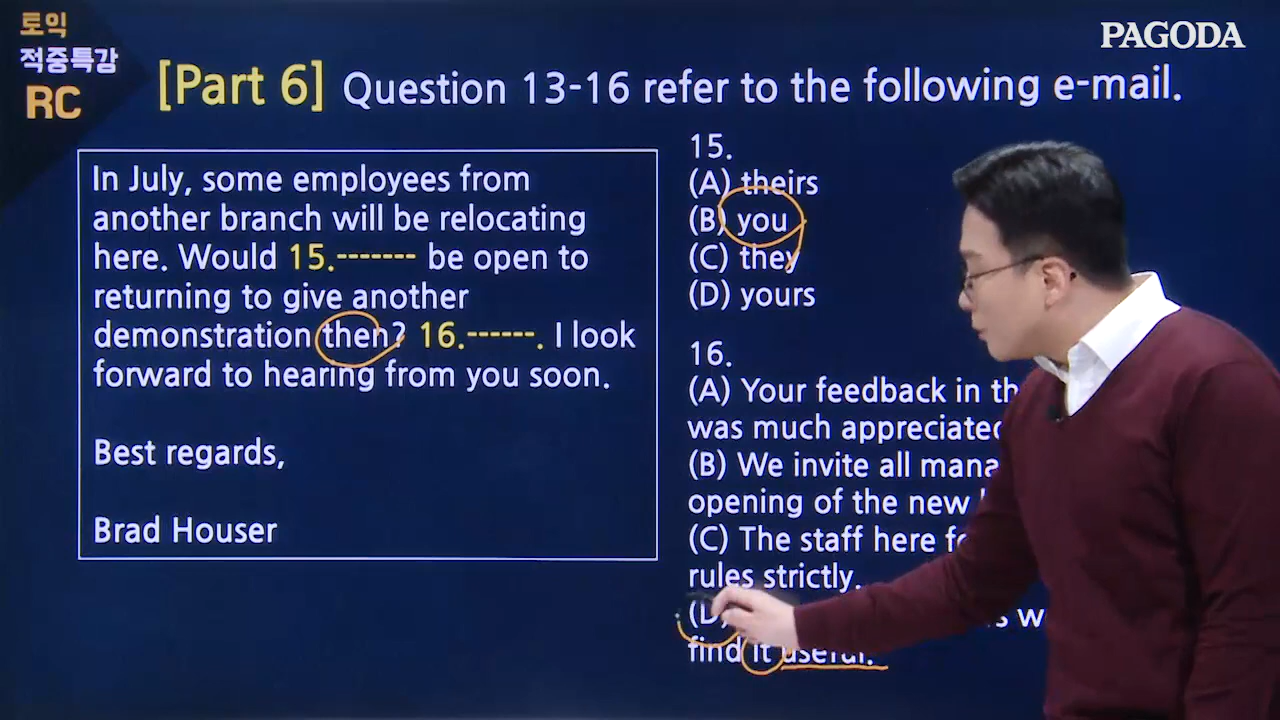 토익
적중특강
RC
PAGODA
[Part 6] Question 13-16 refer to the following e-mail.
In July, some employees from
another branch will be relocating
here. Would 15.------- be open to
returning to give another
demonstration then? 16.------. I look
forward to hearing from you soon.
Best regards,
Brad Houser
15.
(A) theirs
(B) you
(C) they
(D) yours
16.
(A) Your feedback in
was much appreciated
(B) We invite all
opening of the new
(C) The staff here
rules strictly.
(D)
find it useful.